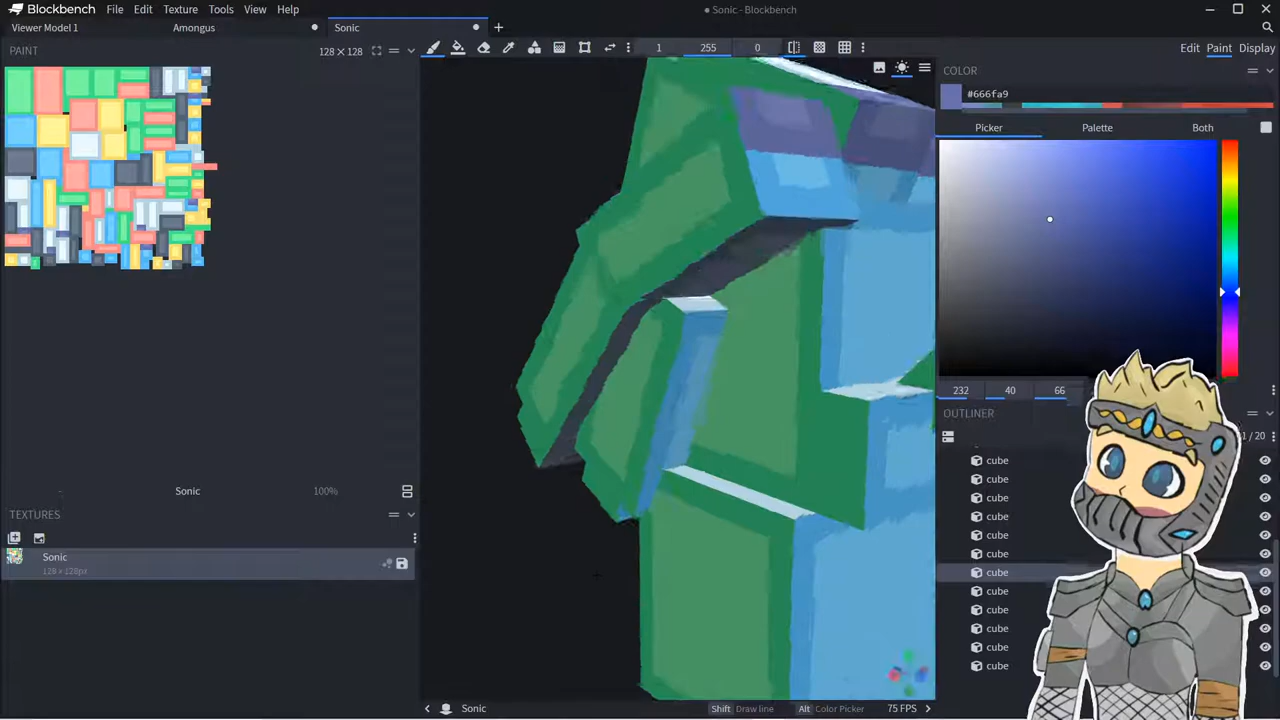 Blockbench File Edit Texture Tools View Help
Sonic - Blockbench
Viewer Model 1 Amongus Sonic
PAINT 128 × 128
1 255 0
Edit Paint Display
COLOR
#666fa9
Picker Palette Both
232 40 66
OUTLINER
1 / 20
cube
cube
cube
cube
cube
cube
cube
cube
cube
cube
cube
cube
Sonic 100%
TEXTURES
Sonic
128 x 128px
Sonic Shift Draw line Alt Color Picker 75 FPS